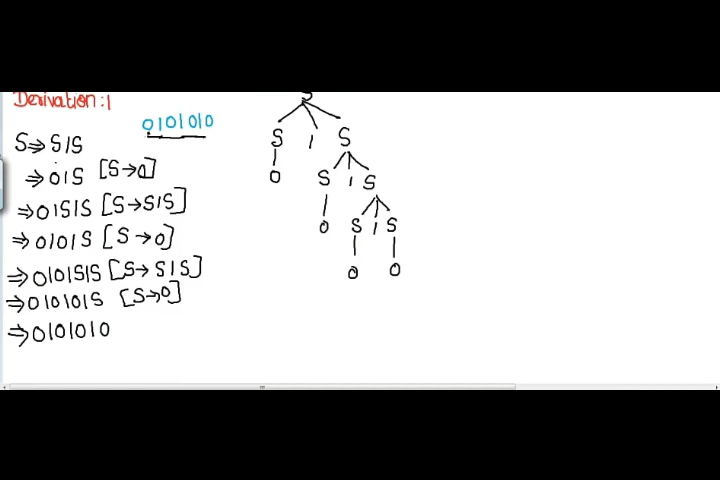 Derivation:1
0101010
S⇒S1S
⇒01S [S→0]
⇒01S1S [S→S1S]
⇒0101S [S→0]
⇒0101S1S [S→S1S]
⇒010101S [S→0]
⇒0101010
S
S 1 S
0 S 1 S
0 S 1 S
0 0